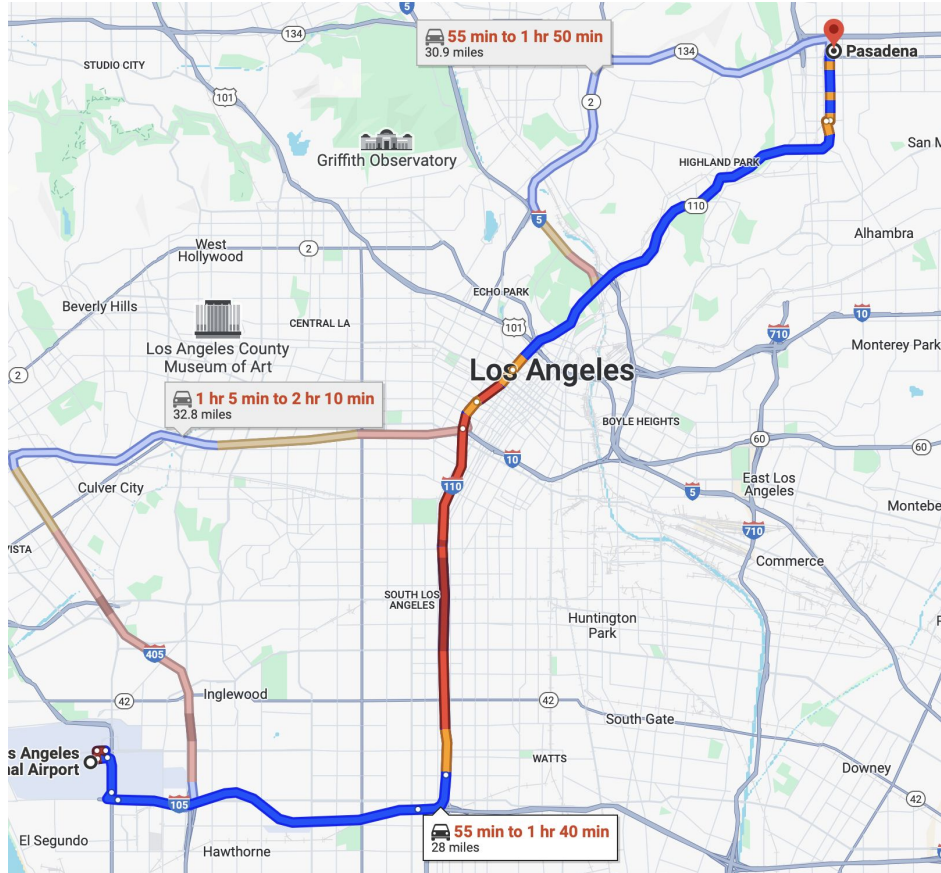 5
134
55 min to 1 hr 50 min
30.9 miles
134
Pasadena
STUDIO CITY
101
2
Griffith Observatory
HIGHLAND PARK
San M
110
5
West
Hollywood
2
Alhambra
Beverly Hills
ECHO PARK
CENTRAL LA
101
10
710
Los Angeles County
Museum of Art
Monterey Park
2
Los Angeles
1 hr 5 min to 2 hr 10 min
32.8 miles
BOYLE HEIGHTS
60
60
10
Culver City
110
5
East Los
Angeles
Montebe
710
VISTA
Commerce
SOUTH LOS
ANGELES
Huntington
Park
405
Inglewood
42
42
South Gate
s Angeles
nal Airport
WATTS
Downey
105
42
El Segundo
55 min to 1 hr 40 min
28 miles
Hawthorne